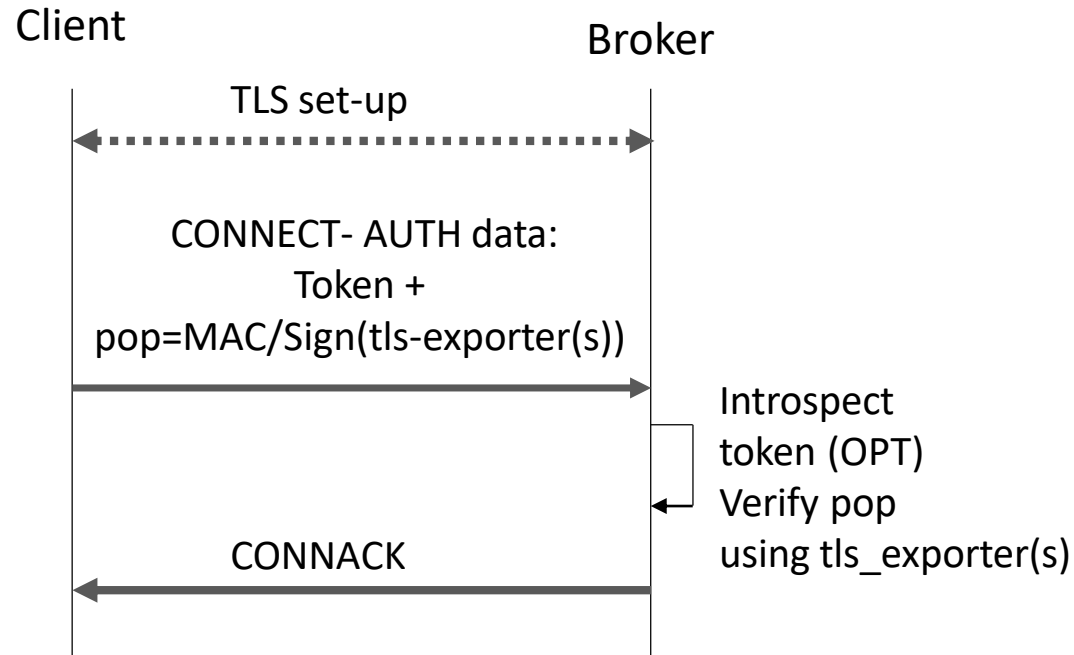 Client
Broker
TLS set-up
CONNECT- AUTH data:
Token +
pop=MAC/Sign(tls-exporter(s))
Introspect
token (OPT)
Verify pop
using tls_exporter(s)
CONNACK